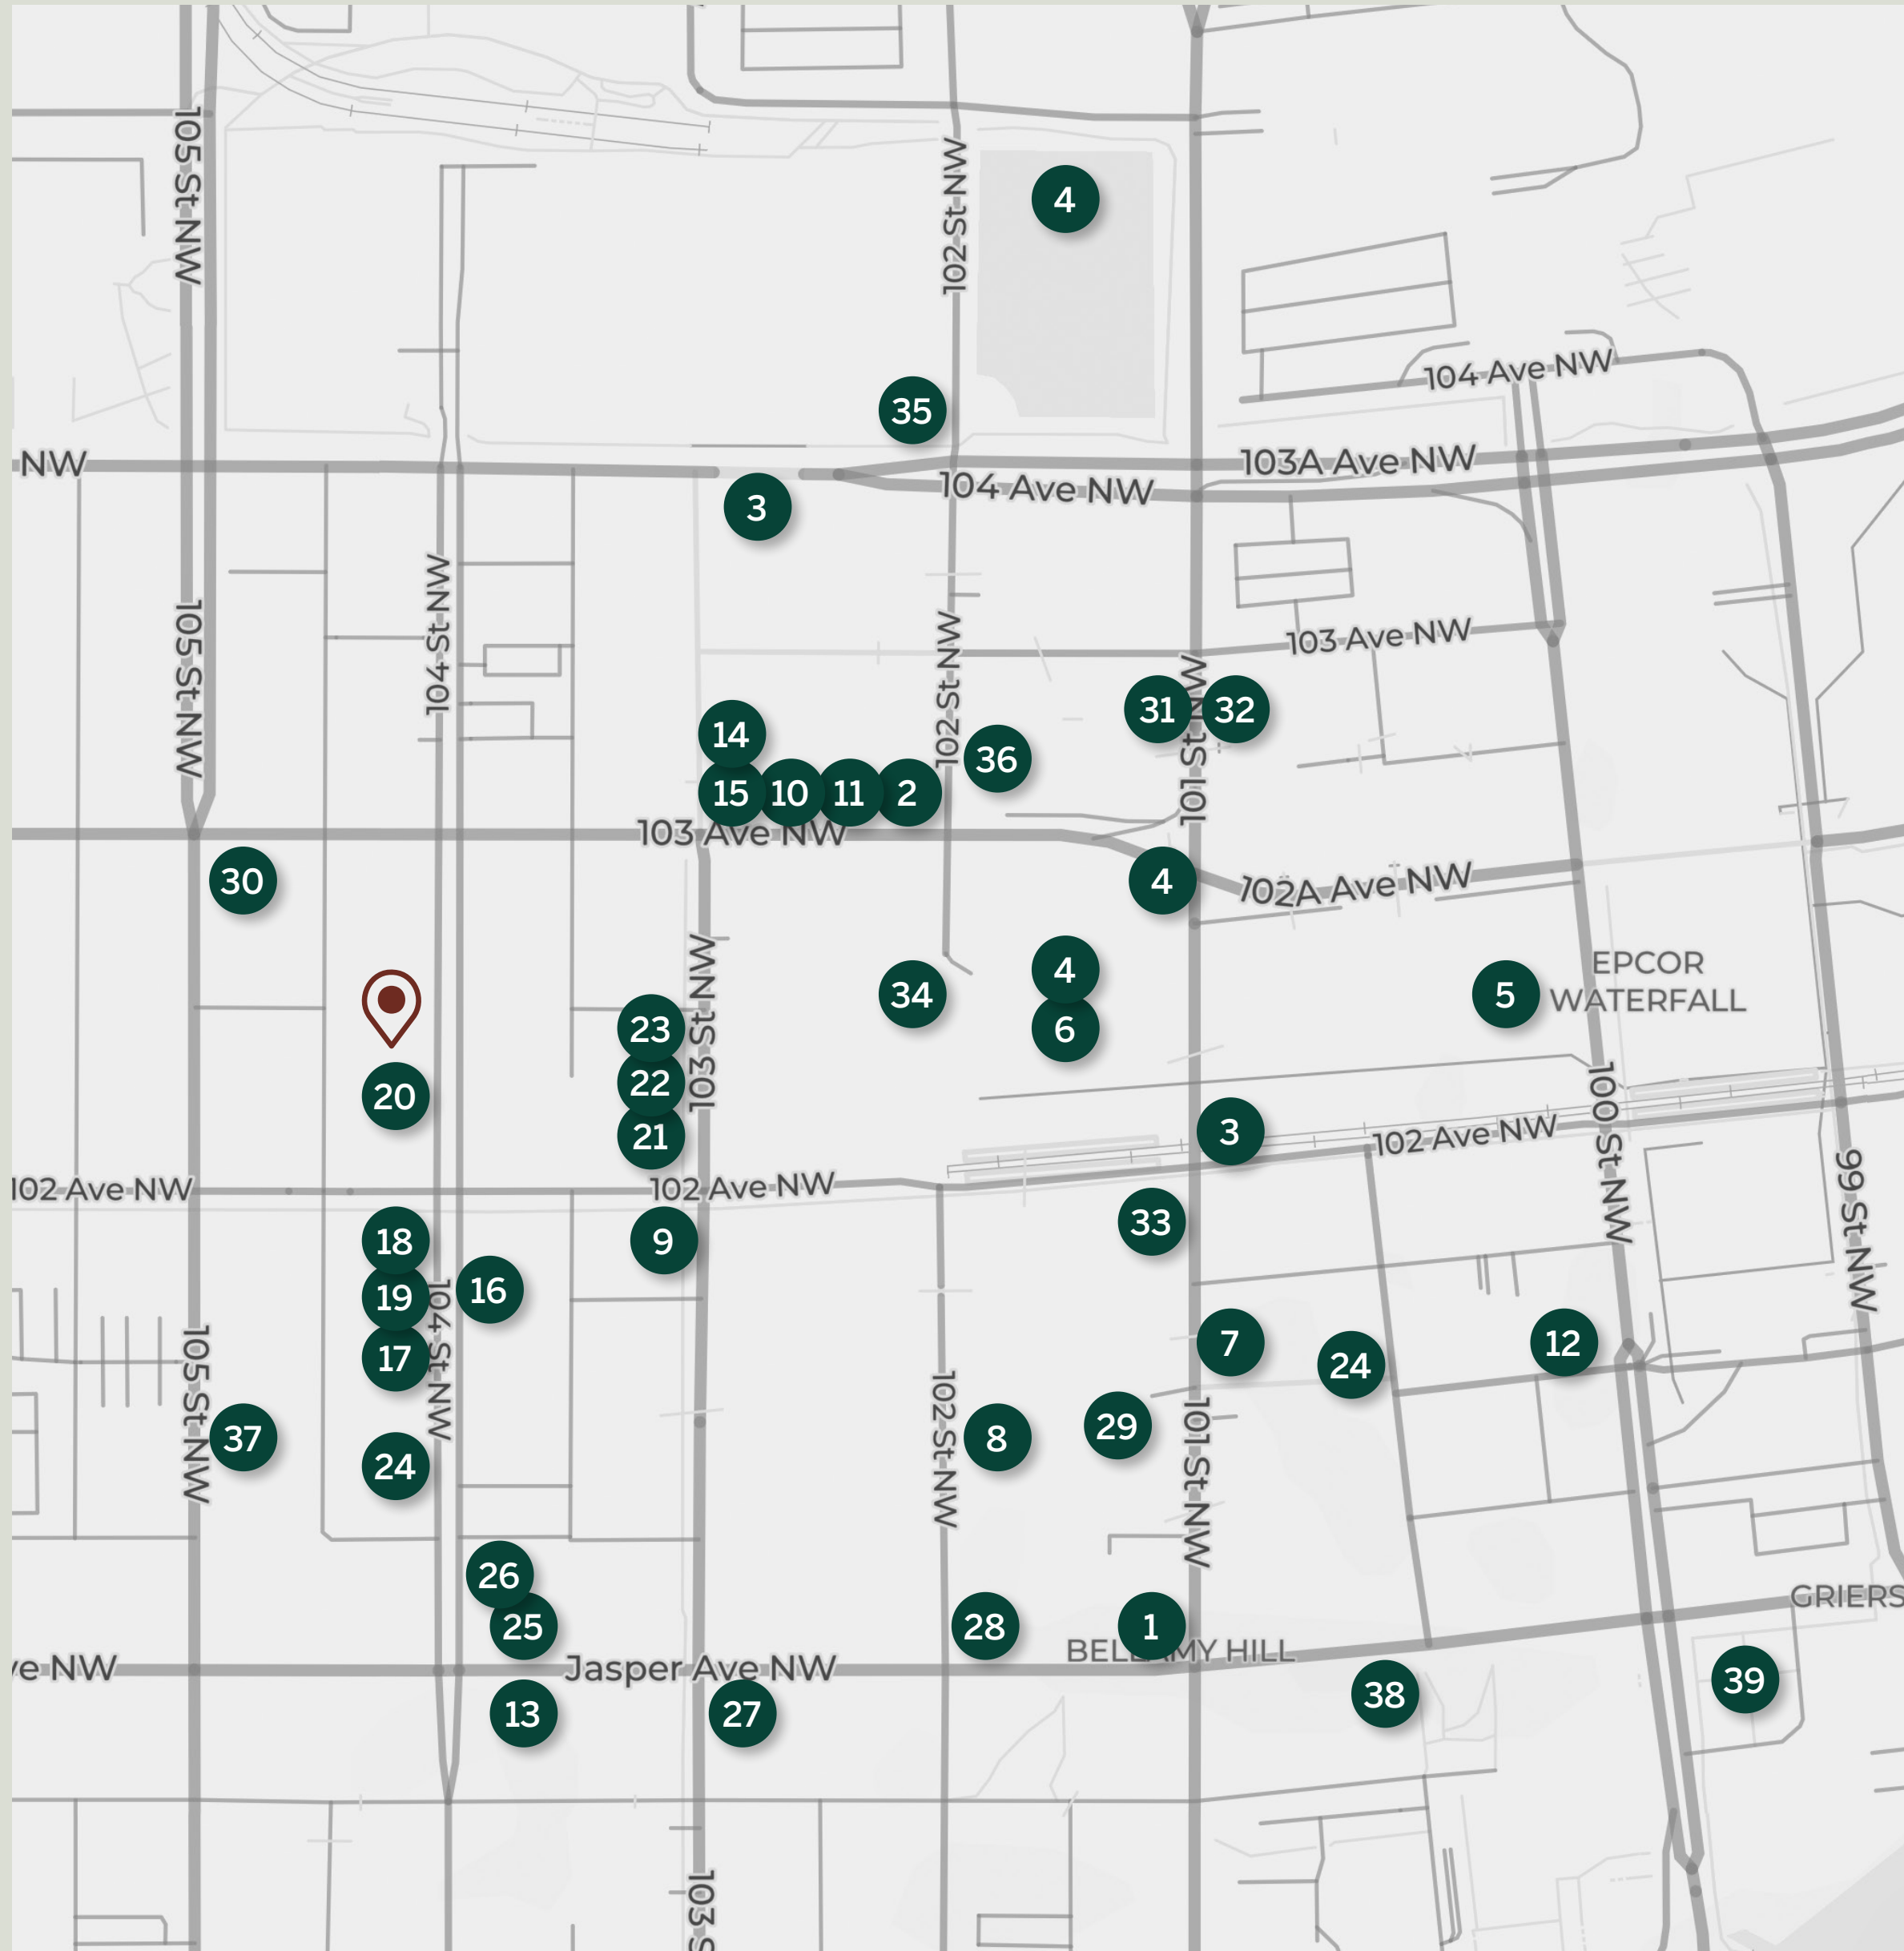 105 St NW
102 St NW
4
104 Ave NW
35
NW
103A Ave NW
104 Ave NW
3
105 St NW
104 St NW
102 St NW
103 Ave NW
101 St NW
31
32
14
36
15
10
11
2
103 Ave NW
30
4
102A Ave NW
103 St NW
34
4
5
EPCOR
WATERFALL
23
6
22
20
21
3
102 Ave NW
100 St NW
99 St NW
102 Ave NW
102 Ave NW
18
9
33
19
16
104 St NW
17
7
24
12
105 St NW
37
24
102 St NW
8
29
101 St NW
26
25
28
1
BELLAMY HILL
GRIERS
ve NW
Jasper Ave NW
13
27
38
39
103 S